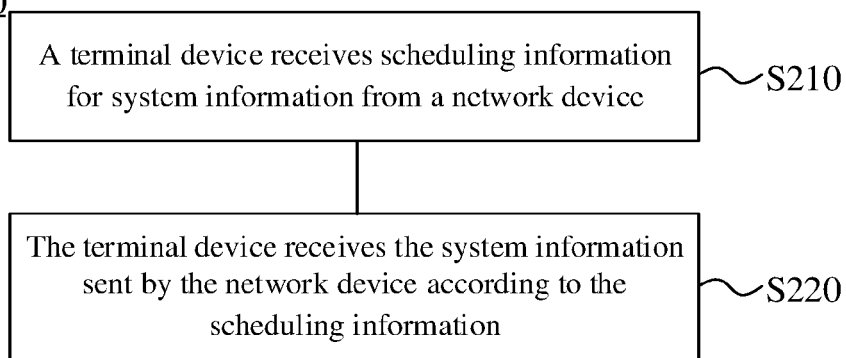 A terminal device receives scheduling information
for system information from a network device
S210
The terminal device receives the system information
sent by the network device according to the
scheduling information
S220